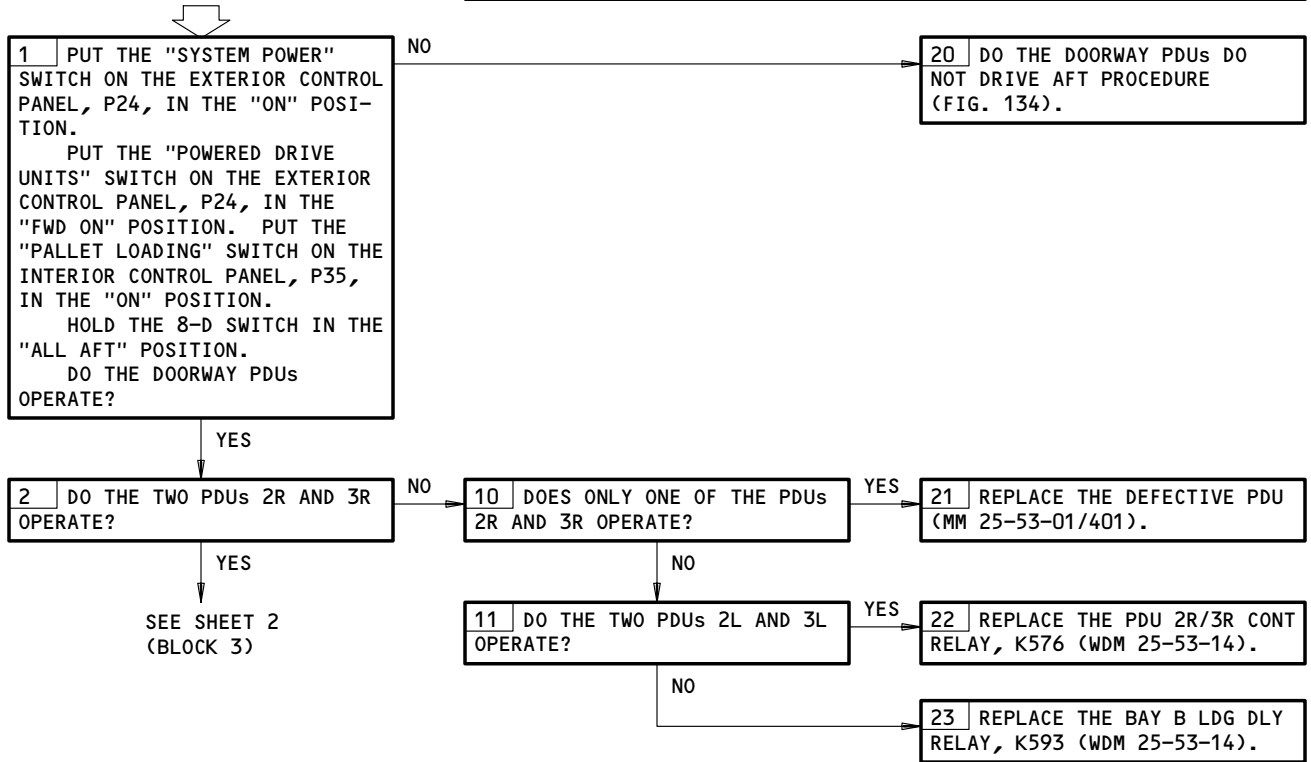 1 PUT THE "SYSTEM POWER"
SWITCH ON THE EXTERIOR CONTROL
PANEL, P24, IN THE "ON" POSI-
TION.
PUT THE "POWERED DRIVE
UNITS" SWITCH ON THE EXTERIOR
CONTROL PANEL, P24, IN THE
"FWD ON" POSITION. PUT THE
"PALLET LOADING" SWITCH ON THE
INTERIOR CONTROL PANEL, P35,
IN THE "ON" POSITION.
HOLD THE 8-D SWITCH IN THE
"ALL AFT" POSITION.
DO THE DOORWAY PDUs
OPERATE?
NO
20 DO THE DOORWAY PDUs DO
NOT DRIVE AFT PROCEDURE
(FIG. 134).
YES
2 DO THE TWO PDUs 2R AND 3R
OPERATE?
NO
10 DOES ONLY ONE OF THE PDUs
2R AND 3R OPERATE?
YES
21 REPLACE THE DEFECTIVE PDU
(MM 25-53-01/401).
YES
SEE SHEET 2
(BLOCK 3)
NO
11 DO THE TWO PDUs 2L AND 3L
OPERATE?
YES
22 REPLACE THE PDU 2R/3R CONT
RELAY, K576 (WDM 25-53-14).
NO
23 REPLACE THE BAY B LDG DLY
RELAY, K593 (WDM 25-53-14).